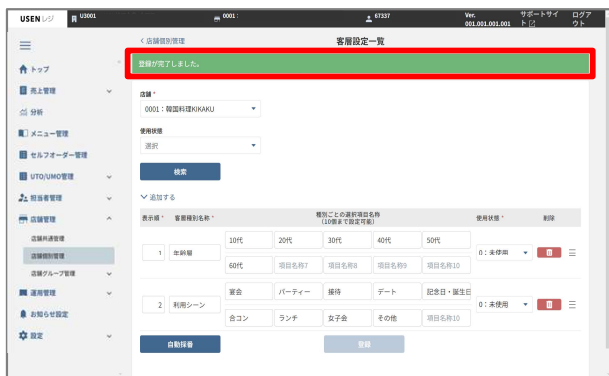 USEN レジ U3001 0001： 67337 Ver. 001.001.001.001 サポートサイト ログアウト
< 店舗個別管理 客層設定一覧
登録が完了しました。
トップ
売上管理
分析
メニュー管理
セルフオーダー管理
UTO/UMO管理
担当者管理
店舗管理
店舗共通管理
店舗個別管理
店舗グループ管理
運用管理
お知らせ設定
設定
店舗 *
0001：韓国料理KIKAKU
使用状態
選択
検索
追加する
表示順 * 客層種別名称 * 種別ごとの選択項目名称 (10個まで設定可能) 使用状態 * 削除
1 年齢層 10代 20代 30代 40代 50代 0：未使用
60代 項目名称7 項目名称8 項目名称9 項目名称10
2 利用シーン 宴会 パーティー 接待 デート 記念日・誕生日 0：未使用
合コン ランチ 女子会 その他 項目名称10
自動採番 登録